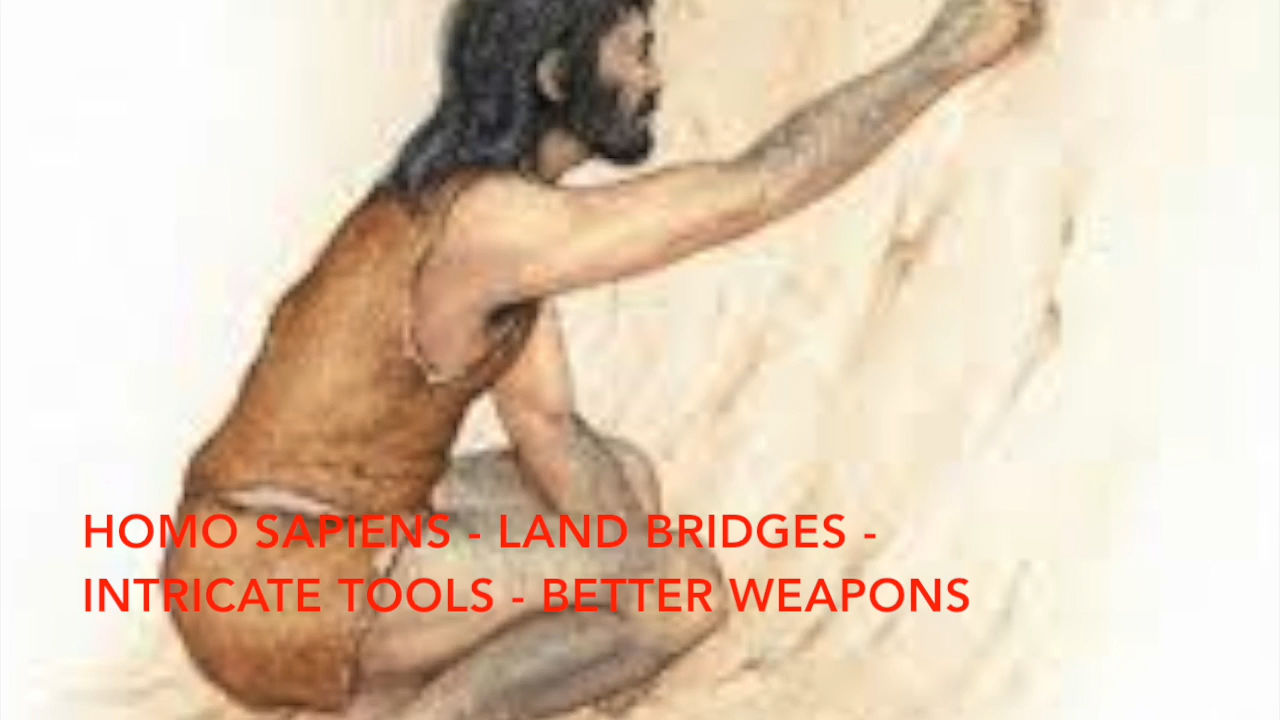 HOMO SAPIENS - LAND BRIDGES -
INTRICATE TOOLS - BETTER WEAPONS